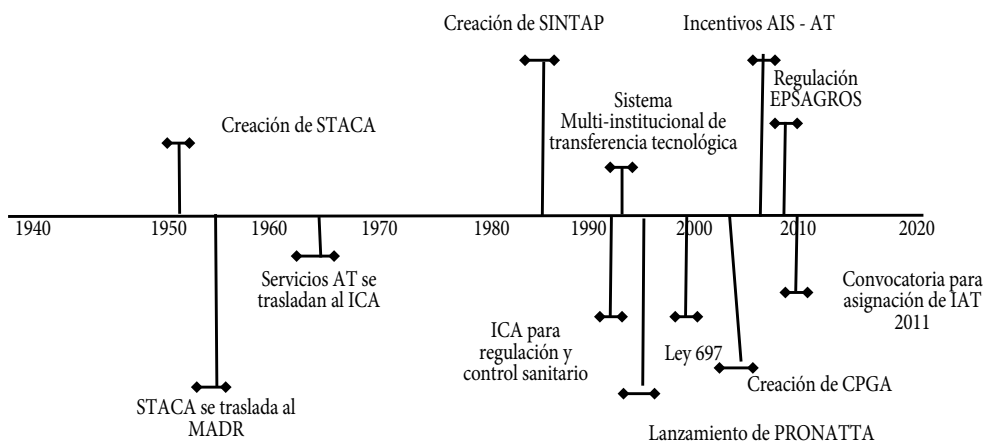 Creación de SINTAP
Incentivos AIS - AT
Regulación
EPSAGROS
Sistema
Multi-institucional de
transferencia tecnológica
Creación de STACA
1940
1950
1960
1970
1980
1990
2000
2010
2020
Servicios AT se
trasladan al ICA
Convocatoria para
asignación de IAT
2011
ICA para
regulación y
control sanitario
Ley 697
Creación de CPGA
STACA se traslada al
MADR
Lanzamiento de PRONATTA